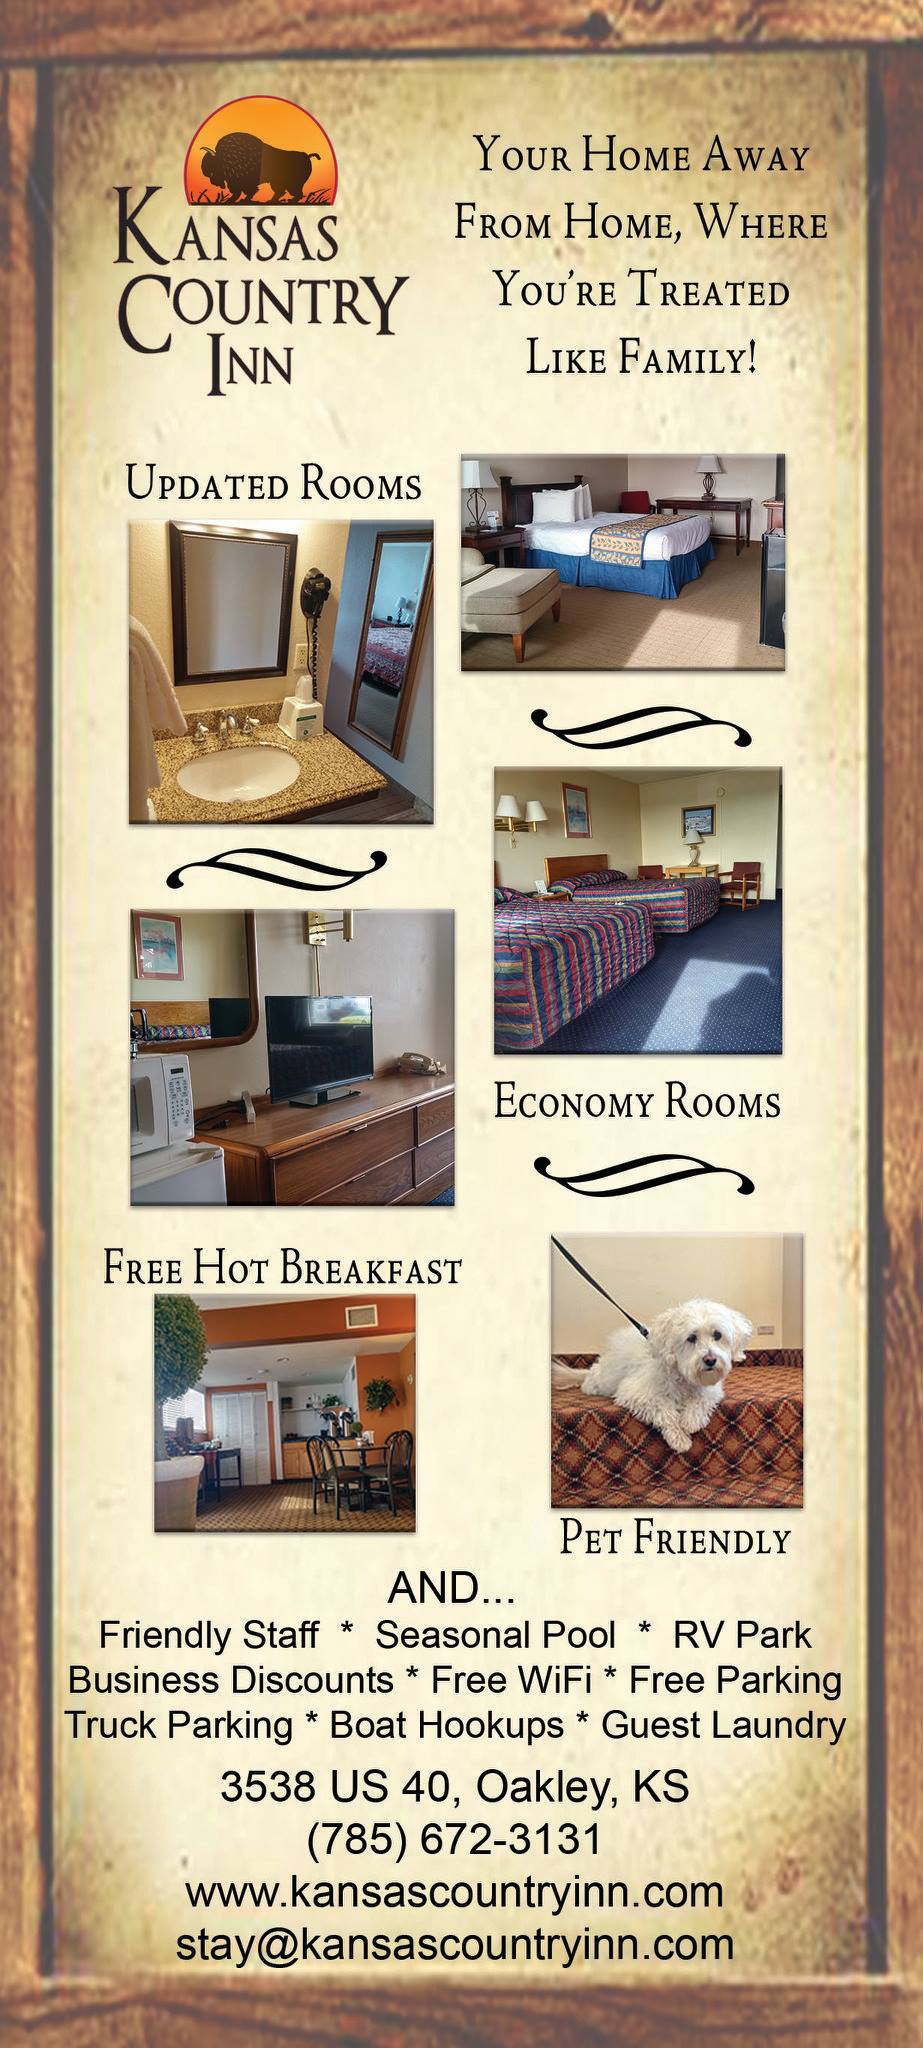 KANSAS
COUNTRY
INN
YOUR HOME AWAY
FROM HOME, WHERE
YOU'RE TREATED
LIKE FAMILY!
UPDATED ROOMS
ECONOMY ROOMS
FREE HOT BREAKFAST
PET FRIENDLY
AND...
Friendly Staff * Seasonal Pool * RV Park
Business Discounts * Free WiFi * Free Parking
Truck Parking * Boat Hookups * Guest Laundry
3538 US 40, Oakley, KS
(785) 672-3131
www.kansascountryinn.com
stay@kansascountryinn.com